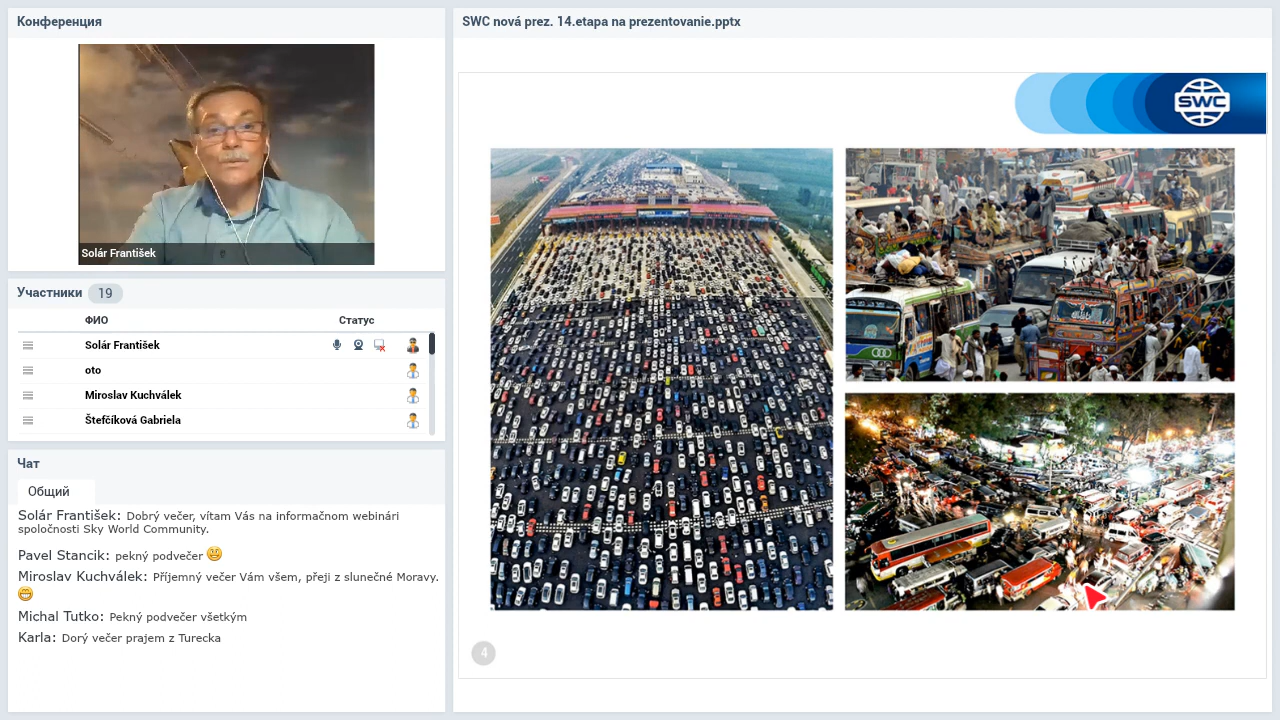 Конференция
Solár František
Участники 19
ФИО Статус
Solár František
oto
Miroslav Kuchválek
Štefčíková Gabriela
Чат
Общий
Solár František: Dobrý večer, vítam Vás na informačnom webinári
spoločnosti Sky World Community.
Pavel Stancik: pekný podvečer
Miroslav Kuchválek: Příjemný večer Vám všem, přeji z slunečné Moravy.
Michal Tutko: Pekný podvečer všetkým
Karla: Dorý večer prajem z Turecka
SWC nová prez. 14.etapa na prezentovanie.pptx
SWC
4